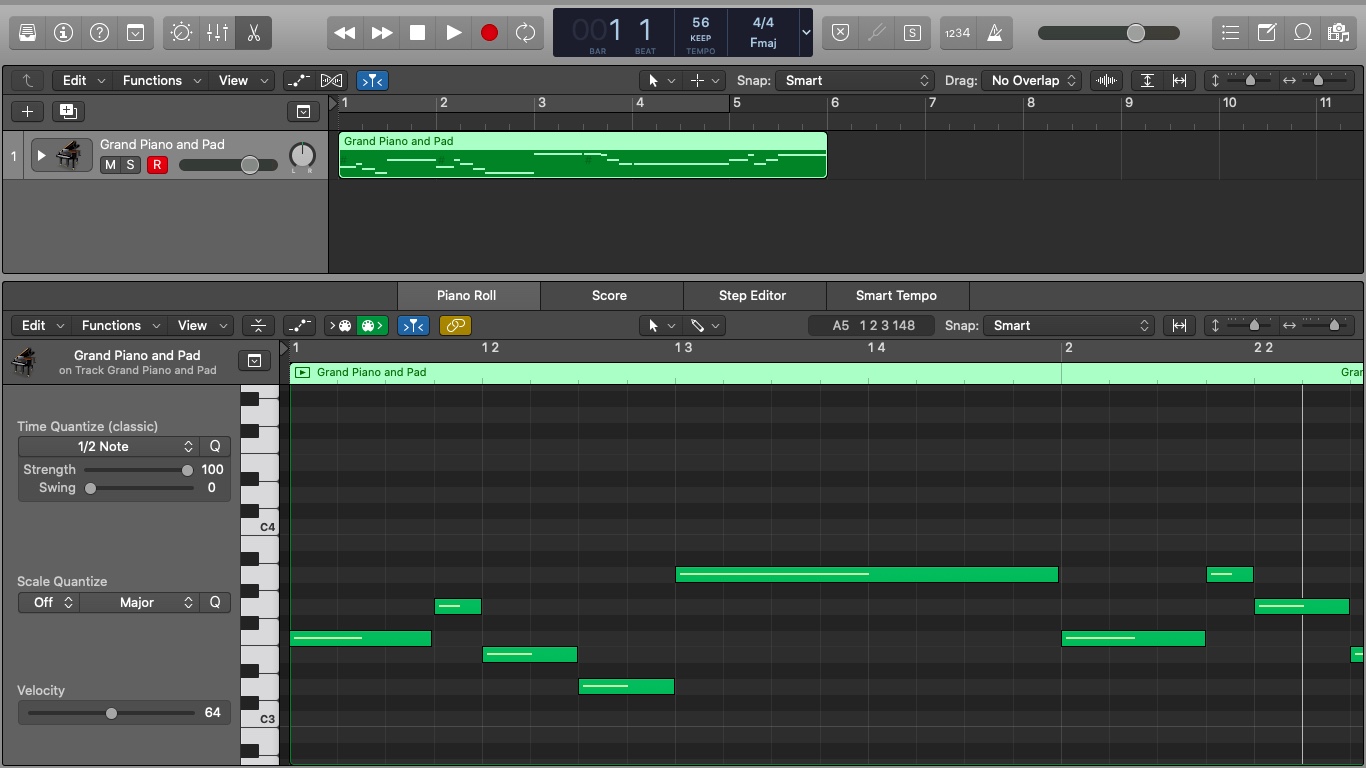 001 1
56
4/4
KEEP
Fmaj
BAR BEAT TEMPO
S
1234
Edit Functions View
Snap: Smart
Drag: No Overlap
1 2 3 4 5 6 7 8 9 10 11
Grand Piano and Pad
1
Grand Piano and Pad
M S R
L R
Piano Roll Score Step Editor Smart Tempo
Edit Functions View
A5 1 2 3 148
Snap: Smart
Grand Piano and Pad
on Track Grand Piano and Pad
1 1 2 1 3 1 4 2 2 2
Grand Piano and Pad
Gran
Time Quantize (classic)
1/2 Note Q
Strength 100
Swing 0
C4
Scale Quantize
Off Major Q
Velocity
64
C3